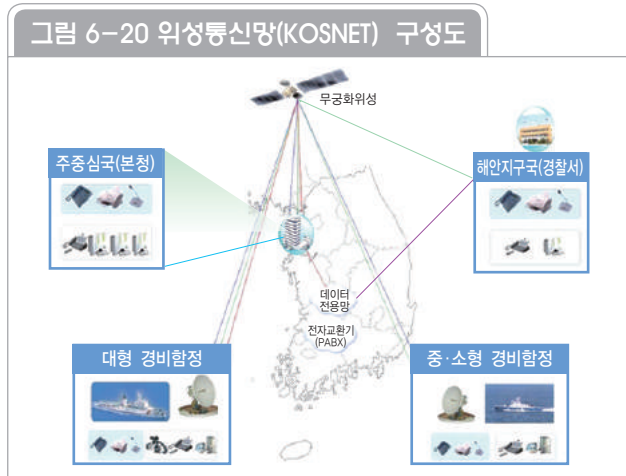 그림 6-20 위성통신망(KOSNET) 구성도
무궁화위성
주중심국(본청)
해안지구국(경찰서)
데이터
전용망
전자교환기
(PABX)
대형 경비함정
중·소형 경비함정